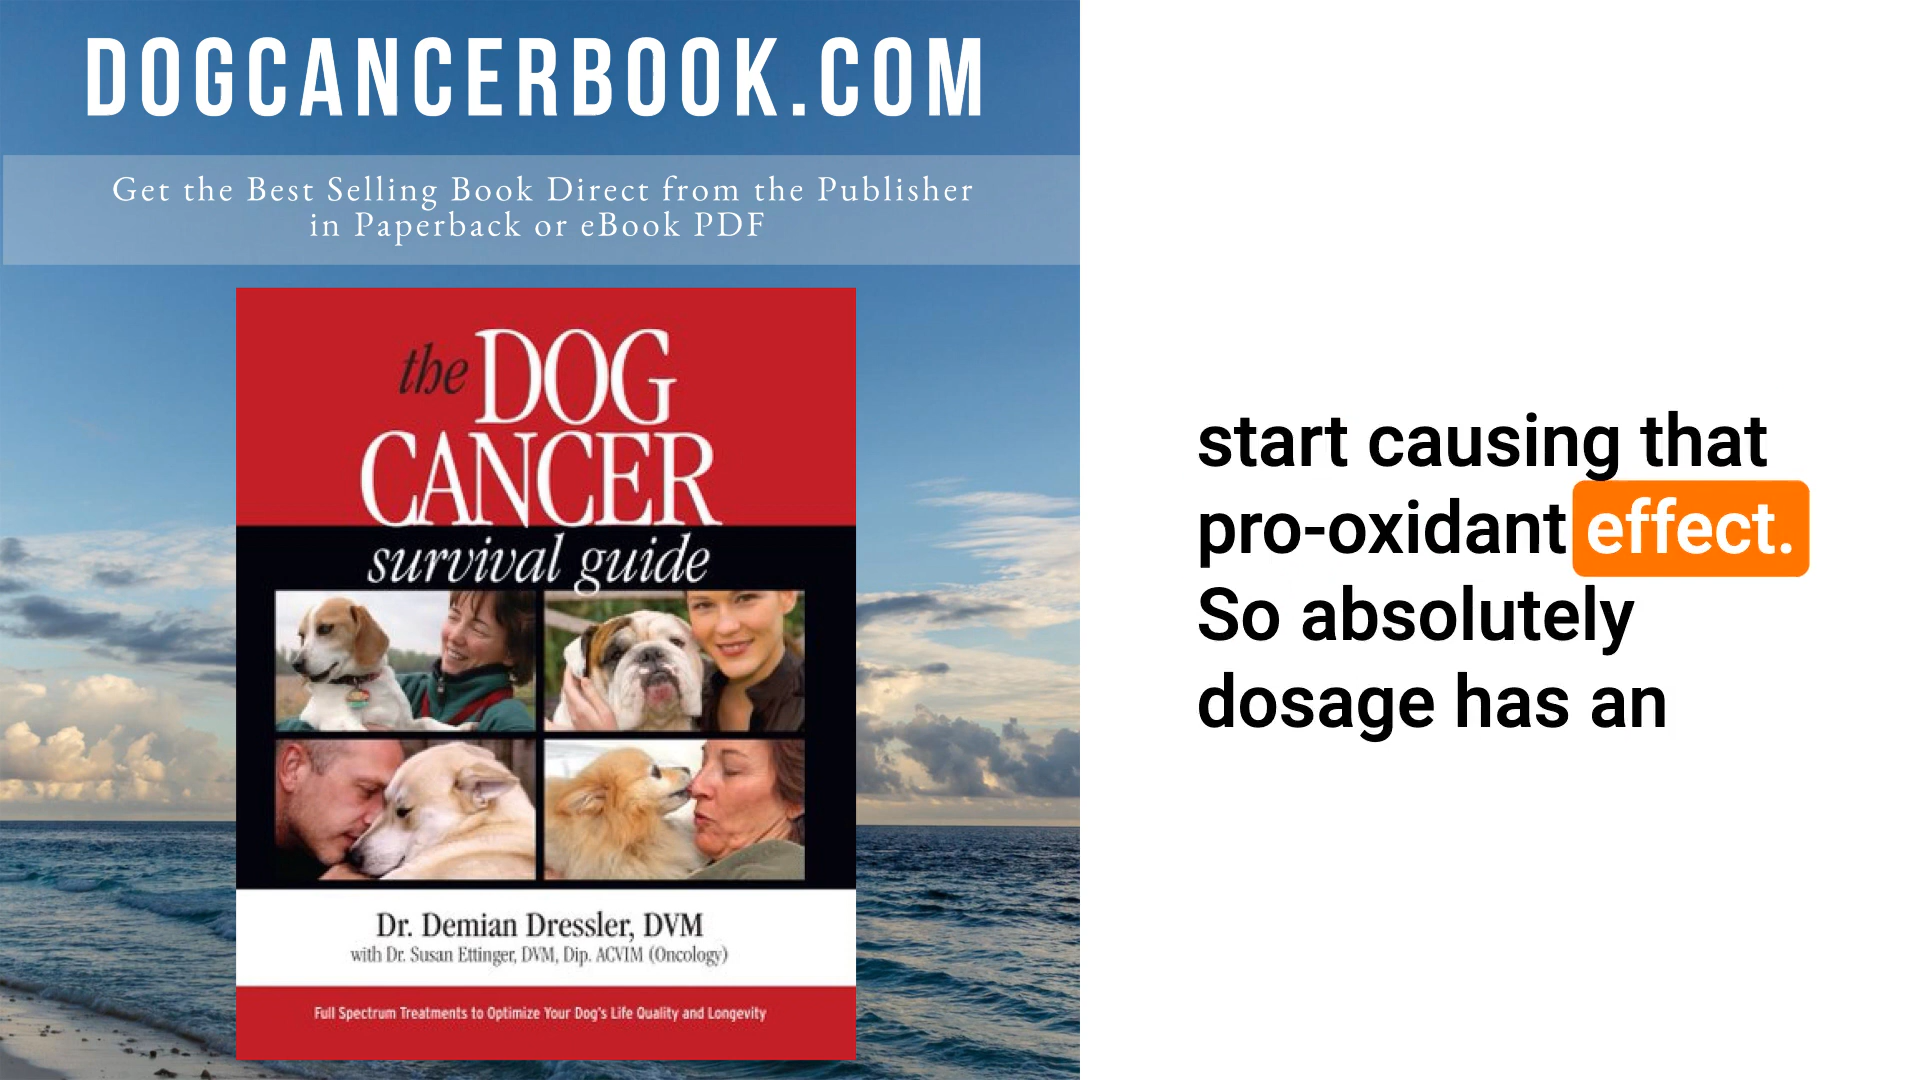 DOGCANCERBOOK.COM
Get the Best Selling Book Direct from the Publisher
in Paperback or eBook PDF
the DOG
CANCER
survival guide
Dr. Demian Dressler, DVM
with Dr. Susan Ettinger, DVM, Dip. ACVIM (Oncology)
Full Spectrum Treatments to Optimize Your Dog's Life Quality and Longevity
start causing that
pro-oxidant effect.
So absolutely
dosage has an